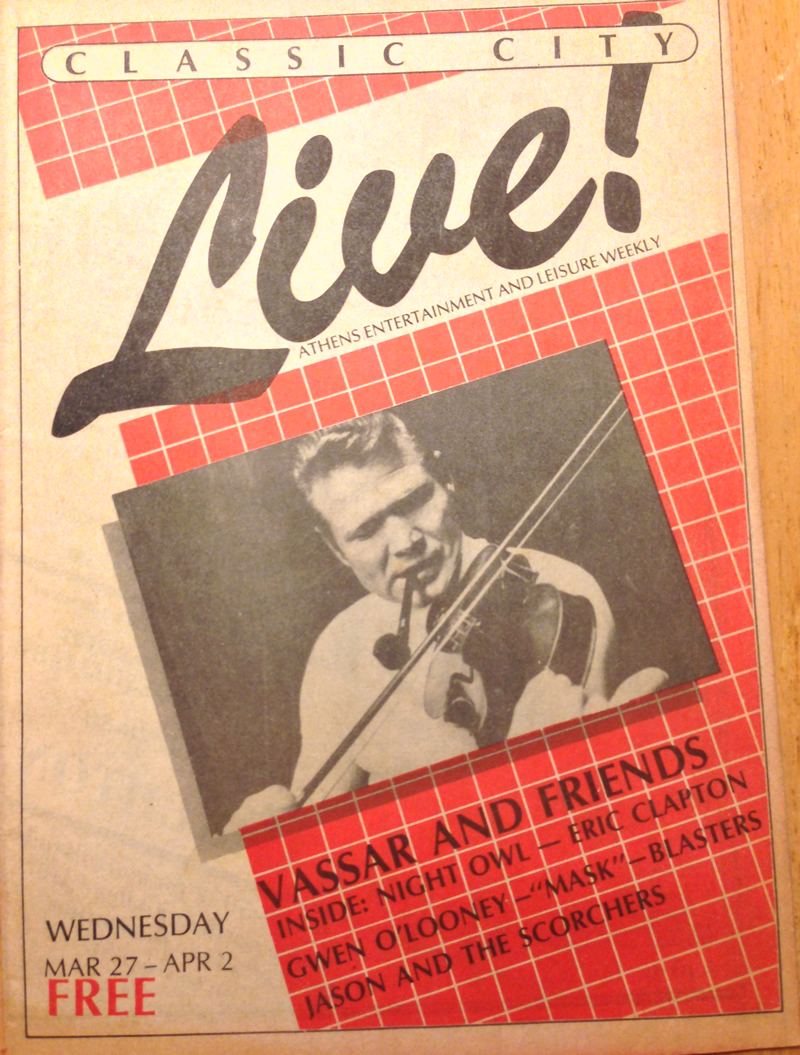 CLASSIC CITY
Live!
ATHENS ENTERTAINMENT AND LEISURE WEEKLY
VASSAR AND FRIENDS
INSIDE: NIGHT OWL — ERIC CLAPTON
GWEN O'LOONEY—"MASK"—BLASTERS
JASON AND THE SCORCHERS
WEDNESDAY
MAR 27 – APR 2
FREE